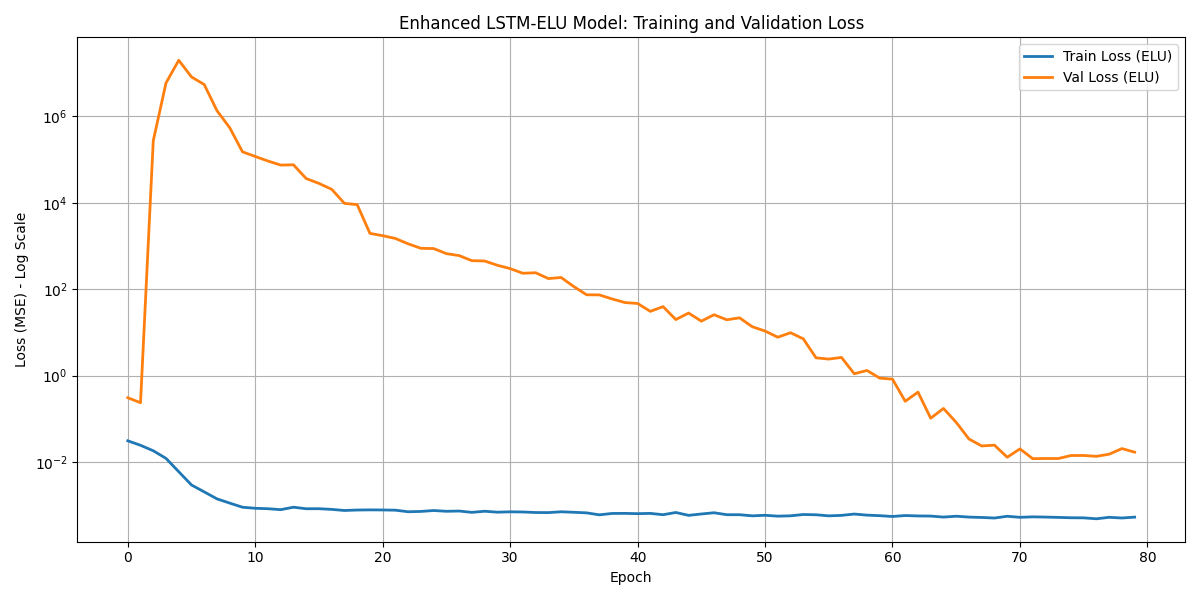 Enhanced LSTM-ELU Model: Training and Validation Loss
Train Loss (ELU)
Val Loss (ELU)
Loss (MSE) - Log Scale
10^6
10^4
10^2
10^0
10^-2
0 10 20 30 40 50 60 70 80
Epoch